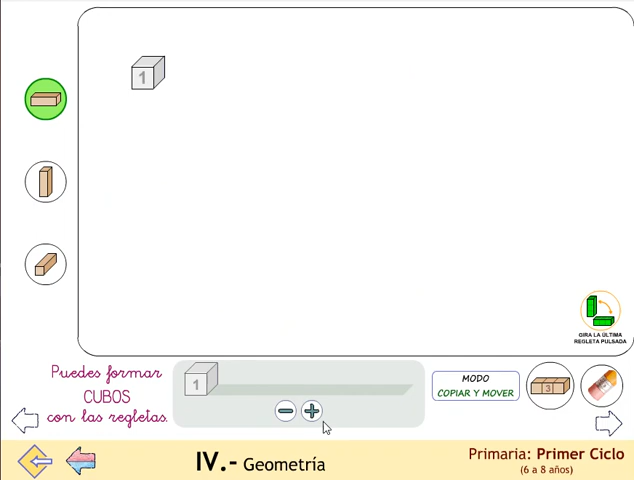 1
GIRA LA ÚLTIMA
REGLETA PULSADA
Puedes formar
CUBOS
con las regletas.
1
MODO
COPIAR Y MOVER
3
IV.- Geometría
Primaria: Primer Ciclo
(6 a 8 años)